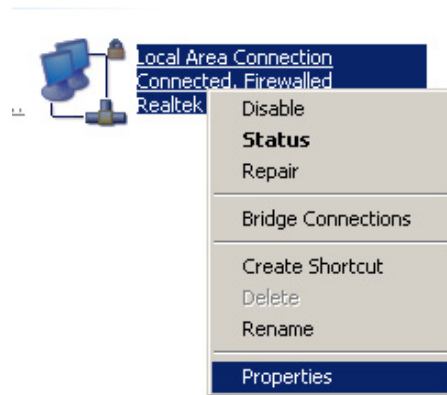 Local Area Connection
Connected, Firewalled
Realtek
Disable
Status
Repair
Bridge Connections
Create Shortcut
Delete
Rename
Properties